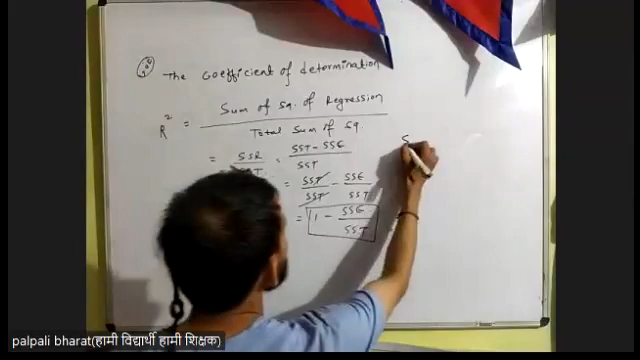 The Coefficient of determination
R² = Sum of Sq. of Regression / Total Sum of Sq.
= SSR / SST = SST - SSE / SST
= SST / SST - SSE / SST
= 1 - SSE / SST
S
palpali bharat(हामी विद्यार्थी हामी शिक्षक)